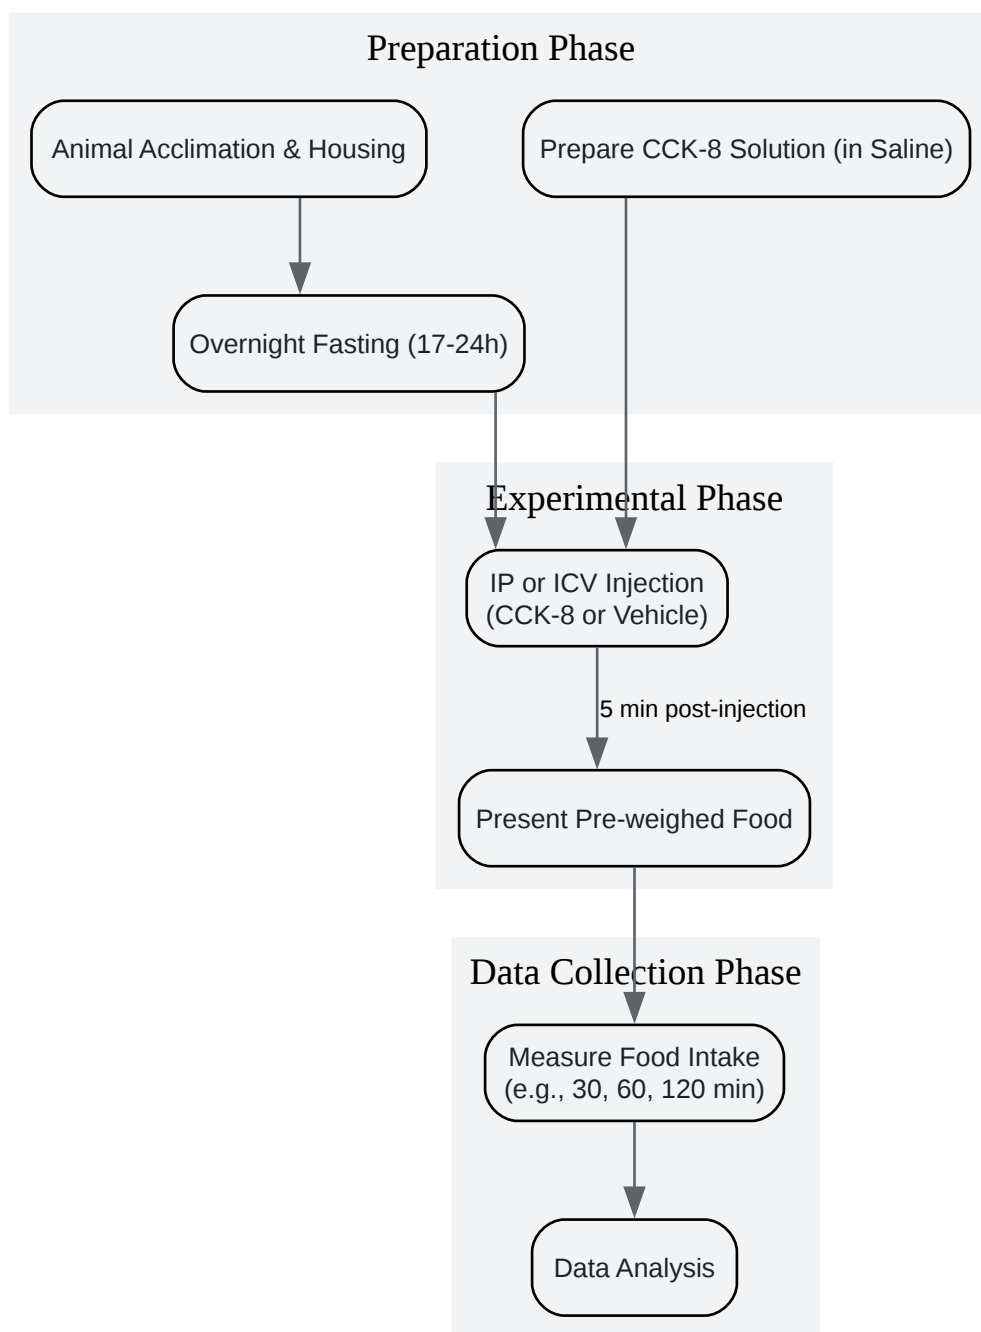 Preparation Phase
Animal Acclimation & Housing
Prepare CCK-8 Solution (in Saline)
Overnight Fasting (17-24h)
Experimental Phase
IP or ICV Injection
(CCK-8 or Vehicle)
5 min post-injection
Present Pre-weighed Food
Data Collection Phase
Measure Food Intake
(e.g., 30, 60, 120 min)
Data Analysis